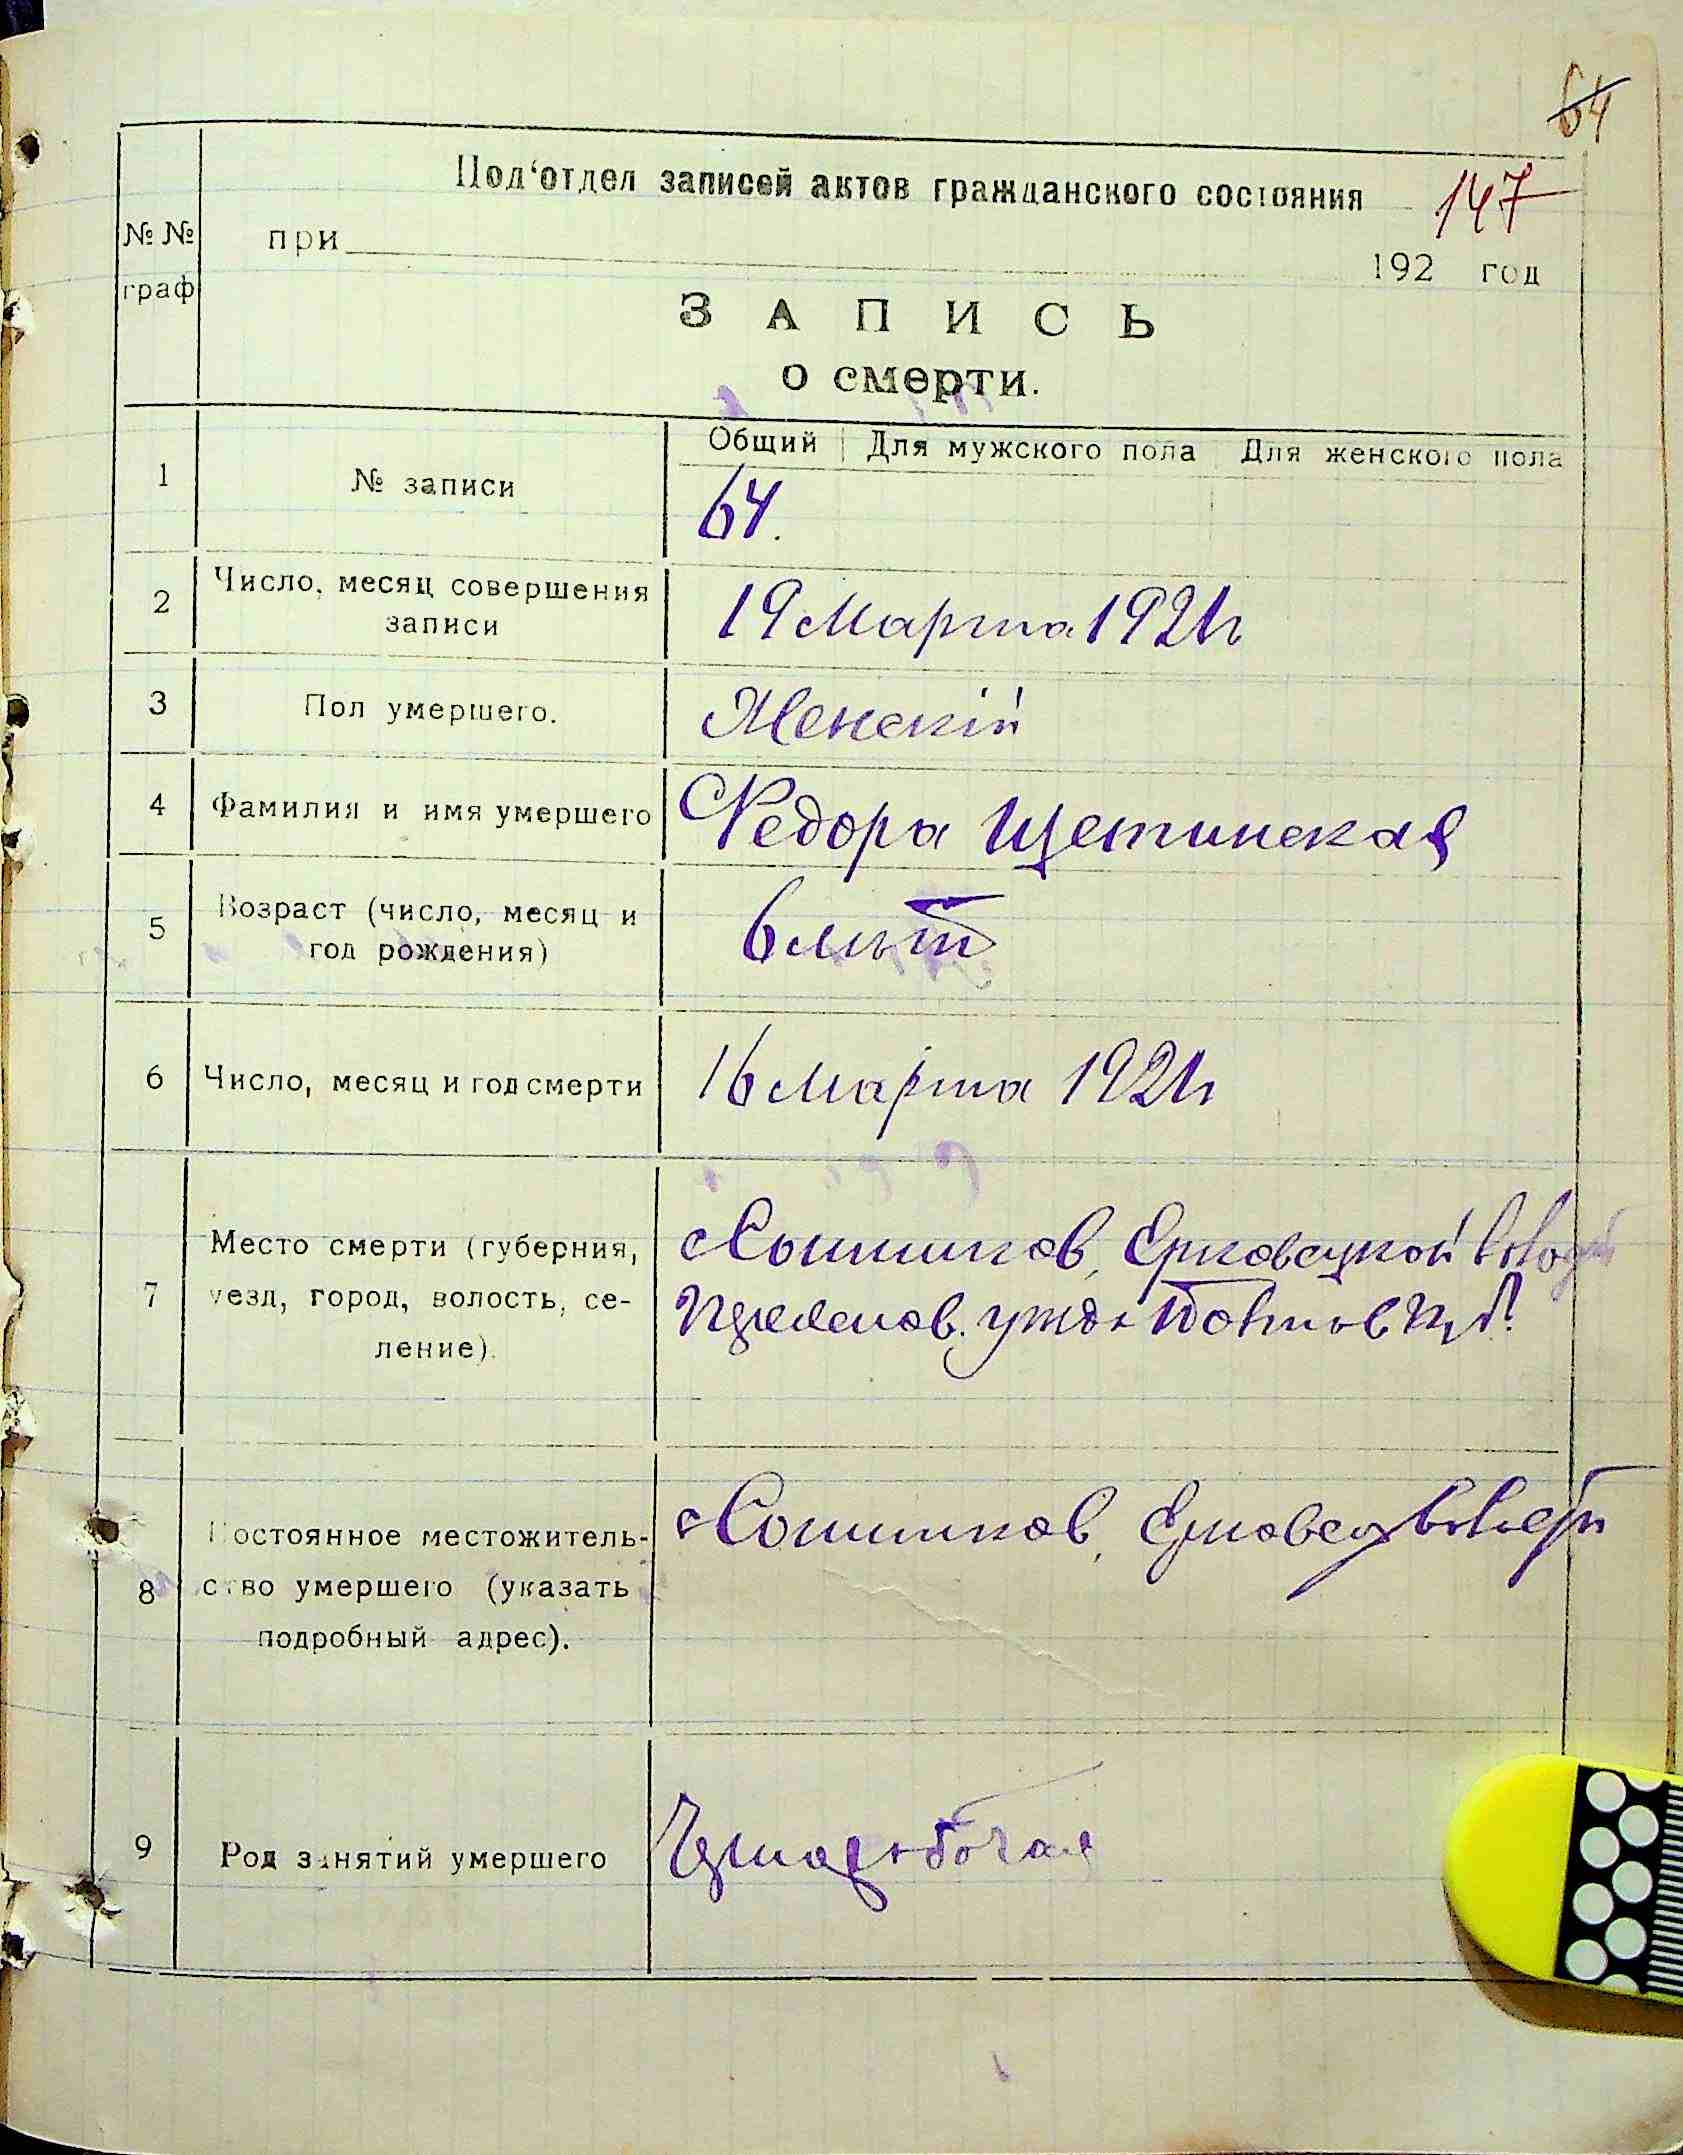 64
147
Под‘отдел записей актов гражданского состояния
№ №
граф
при
192 год
ЗАПИСЬ
о смерти.
Общий Для мужского пола Для женского пола
1 № записи
64.
2 Число, месяц совершения
записи
19 Марта 1921 г
3 Пол умершего.
Женскій
4 Фамилия и имя умершего
Федора Щетинская
5 Возраст (число, месяц и
год рождения)
6 лът
6 Число, месяц и год смерти
16 Марта 1921 г
7 Место смерти (губерния,
уезд, город, волость, се-
ление).
Ерковецкой
8 Постоянное местожитель-
ство умершего (указать
подробный адрес).
9 Род занятий умершего